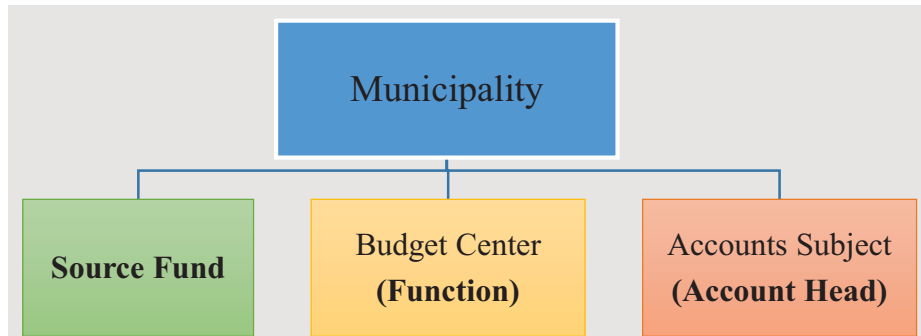 Municipality
Source Fund
Budget Center
(Function)
Accounts Subject
(Account Head)